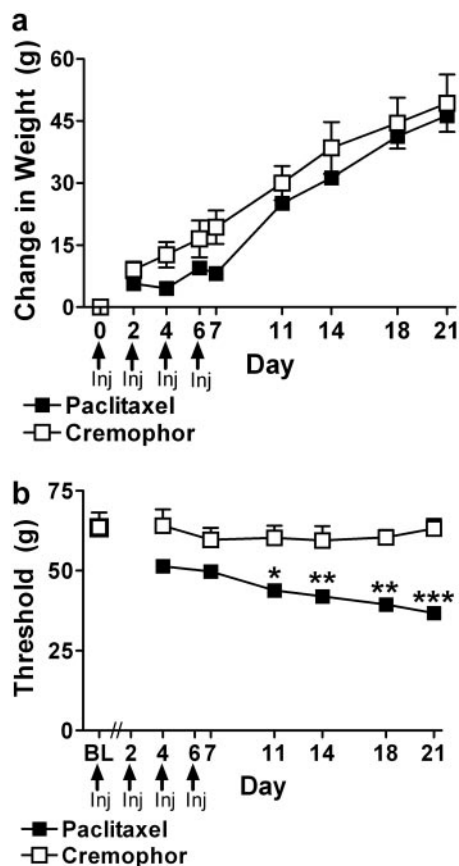 a
Change in Weight (g)
60
45
30
15
0
0 2 4 6 7 11 14 18 21
Inj Inj Inj Inj
Day
Paclitaxel
Cremophor
b
Threshold (g)
75
50
25
0
* ** ** ***
BL // 2 4 6 7 11 14 18 21
Inj Inj Inj Inj
Day
Paclitaxel
Cremophor